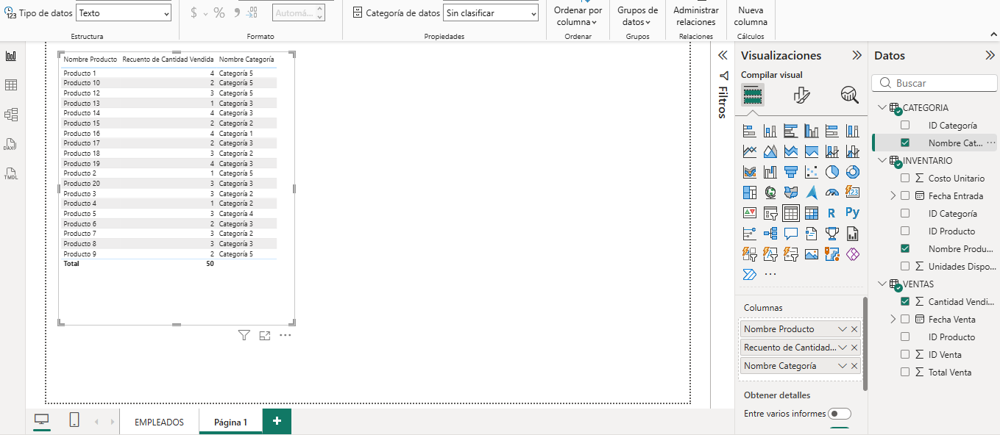 Tipo de datos Texto
$ % Automá...
Categoría de datos Sin clasificar
Ordenar por columna
Grupos de datos
Administrar relaciones
Nueva columna
Estructura
Formato
Propiedades
Ordenar
Grupos
Relaciones
Cálculos
DAX
TMDL
Nombre Producto Recuento de Cantidad Vendida Nombre Categoría
Producto 1 4 Categoría 5
Producto 10 2 Categoría 5
Producto 12 3 Categoría 5
Producto 13 1 Categoría 3
Producto 14 4 Categoría 3
Producto 15 2 Categoría 2
Producto 16 4 Categoría 1
Producto 17 2 Categoría 3
Producto 18 3 Categoría 2
Producto 19 4 Categoría 3
Producto 2 1 Categoría 5
Producto 20 3 Categoría 3
Producto 3 3 Categoría 2
Producto 4 1 Categoría 2
Producto 5 3 Categoría 4
Producto 6 2 Categoría 3
Producto 7 3 Categoría 2
Producto 8 3 Categoría 3
Producto 9 2 Categoría 5
Total 50
EMPLEADOS
Página 1
+
Filtros
Visualizaciones
Compilar visual
123
R
Py
...
Columnas
Nombre Producto
Recuento de Cantidad...
Nombre Categoría
Obtener detalles
Entre varios informes
Datos
Buscar
CATEGORIA
ID Categoría
Nombre Cat... ...
INVENTARIO
Costo Unitario
Fecha Entrada
ID Categoría
ID Producto
Nombre Produ...
Unidades Dispo...
VENTAS
Cantidad Vendi...
Fecha Venta
ID Producto
ID Venta
Total Venta